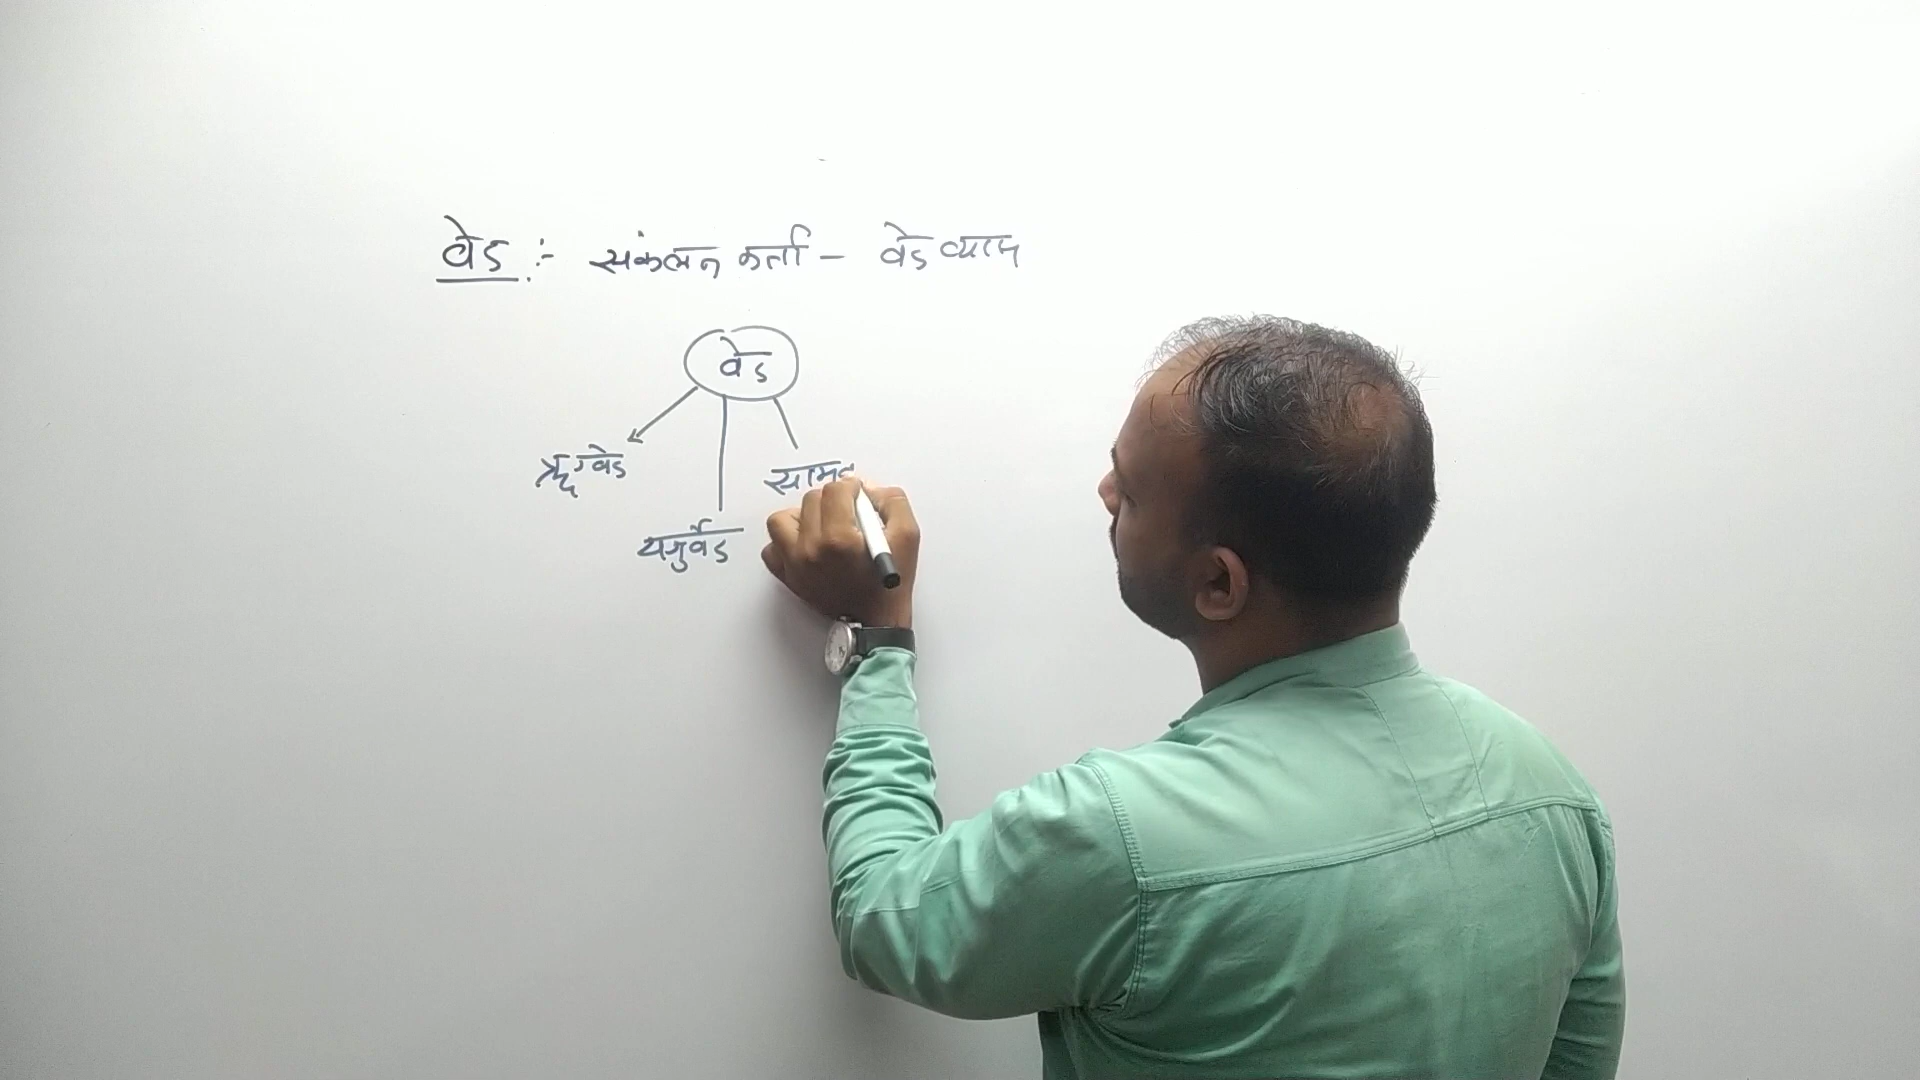 वेद :- संकलन कर्ता – वेद व्यास
वेद
ऋग्वेद
सामव
यजुर्वेद